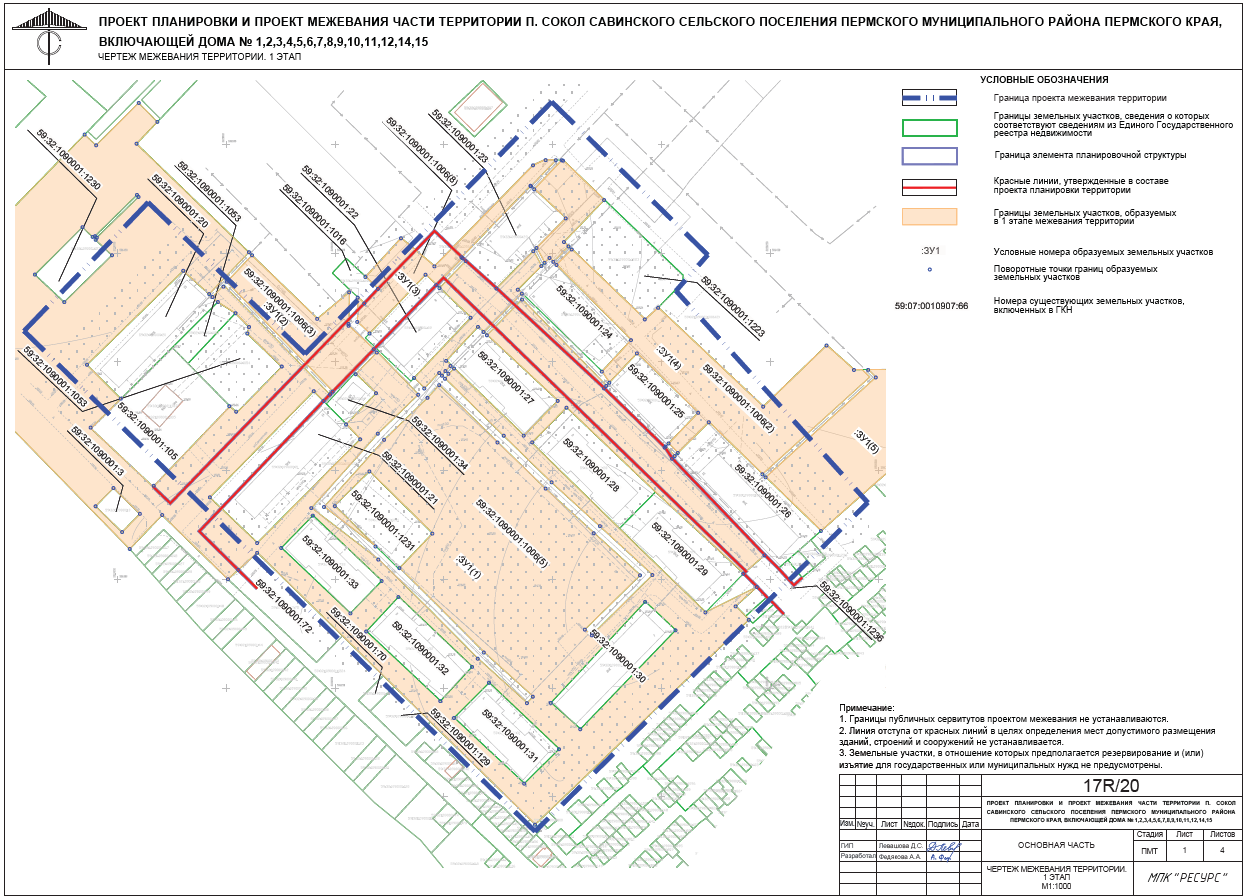 ПРОЕКТ ПЛАНИРОВКИ И ПРОЕКТ МЕЖЕВАНИЯ ЧАСТИ ТЕРРИТОРИИ П. СОКОЛ САВИНСКОГО СЕЛЬСКОГО ПОСЕЛЕНИЯ ПЕРМСКОГО МУНИЦИПАЛЬНОГО РАЙОНА ПЕРМСКОГО КРАЯ,
ВКЛЮЧАЮЩЕЙ ДОМА № 1,2,3,4,5,6,7,8,9,10,11,12,14,15
ЧЕРТЕЖ МЕЖЕВАНИЯ ТЕРРИТОРИИ. 1 ЭТАП
УСЛОВНЫЕ ОБОЗНАЧЕНИЯ
Граница проекта межевания территории
Границы земельных участков, сведения о которых
соответствуют сведениям из Единого Государственного
реестра недвижимости
Граница элемента планировочной структуры
Красные линии, утвержденные в составе
проекта планировки территории
Границы земельных участков, образуемых
в 1 этапе межевания территории
:ЗУ1 Условные номера образуемых земельных участков
Поворотные точки границ образуемых
земельных участков
59:07:0010907:66 Номера существующих земельных участков,
включенных в ГКН
59:32:1090001:1230
59:32:1090001:20
59:32:1090001:1053
59:32:1090001:1016
59:32:1090001:22
59:32:1090001:1006(8)
59:32:1090001:23
59:32:1090001:1006(3)
:ЗУ1(2)
:ЗУ1(3)
59:32:1090001:24
59:32:1090001:1223
:ЗУ1(4)
59:32:1090001:1006(2)
59:32:1090001:25
59:32:1090001:27
59:32:1090001:1053
59:32:1090001:105
59:32:1090001:3
59:32:1090001:34
59:32:1090001:21
59:32:1090001:28
59:32:1090001:26
:ЗУ1(5)
59:32:1090001:1231
59:32:1090001:1006(5)
:ЗУ1(1)
59:32:1090001:29
59:32:1090001:33
59:32:1090001:72
59:32:1090001:70
59:32:1090001:32
59:32:1090001:30
59:32:1090001:1236
59:32:1090001:129
59:32:1090001:31
Примечание:
1. Границы публичных сервитутов проектом межевания не устанавливаются.
2. Линия отступа от красных линий в целях определения мест допустимого размещения
зданий, строений и сооружений не устанавливается.
3. Земельные участки, в отношение которых предполагается резервирование и (или)
изъятие для государственных или муниципальных нужд не предусмотрены.
17R/20
ПРОЕКТ ПЛАНИРОВКИ И ПРОЕКТ МЕЖЕВАНИЯ ЧАСТИ ТЕРРИТОРИИ П. СОКОЛ
САВИНСКОГО СЕЛЬСКОГО ПОСЕЛЕНИЯ ПЕРМСКОГО МУНИЦИПАЛЬНОГО РАЙОНА
ПЕРМСКОГО КРАЯ, ВКЛЮЧАЮЩЕЙ ДОМА № 1,2,3,4,5,6,7,8,9,10,11,12,14,15
Изм. №уч. Лист №док. Подпись Дата
ГИП Левашова Д.С.
Разработал Федякова А.А.
ОСНОВНАЯ ЧАСТЬ
Стадия Лист Листов
ПМТ 1 4
ЧЕРТЕЖ МЕЖЕВАНИЯ ТЕРРИТОРИИ.
1 ЭТАП
М1:1000
МПК "РЕСУРС"